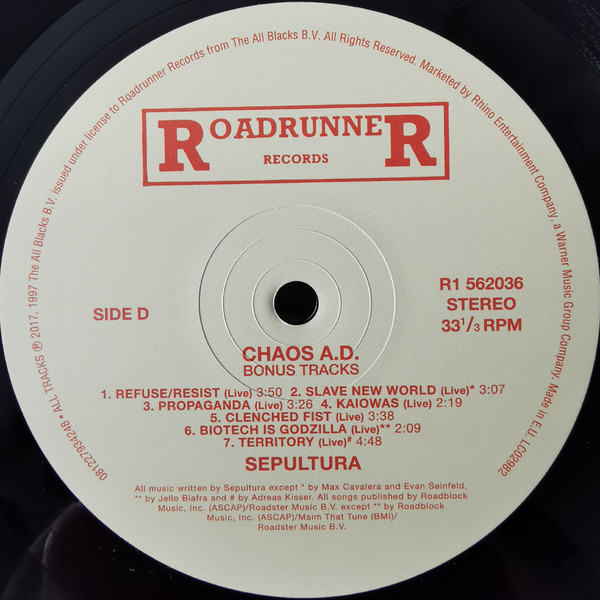 ALL TRACKS ℗ 2017, 1997 The All Blacks B.V. issued under license to Roadrunner Records from The All Blacks B.V. All Rights Reserved. Marketed by Rhino Entertainment Company, a Warner Music Group Company. Made in E.U. LC02982
081227934248 •
ROADRUNNER
RECORDS
SIDE D
R1 562036
STEREO
33 1/3 RPM
CHAOS A.D.
BONUS TRACKS
1. REFUSE/RESIST (Live) 3:50 2. SLAVE NEW WORLD (Live)* 3:07
3. PROPAGANDA (Live) 3:26 4. KAIOWAS (Live) 2:19
5. CLENCHED FIST (Live) 3:38
6. BIOTECH IS GODZILLA (Live)** 2:09
7. TERRITORY (Live)# 4:48
SEPULTURA
All music written by Sepultura except * by Max Cavalera and Evan Seinfeld,
** by Jello Biafra and # by Adreas Kisser. All songs published by Roadblock
Music, Inc. (ASCAP)/Roadster Music B.V. except ** by Roadblock
Music, Inc. (ASCAP)/Maim That Tune (BMI)/
Roadster Music B.V.